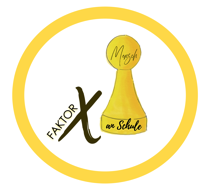 FAKTOR
X
Mensch
an Schule